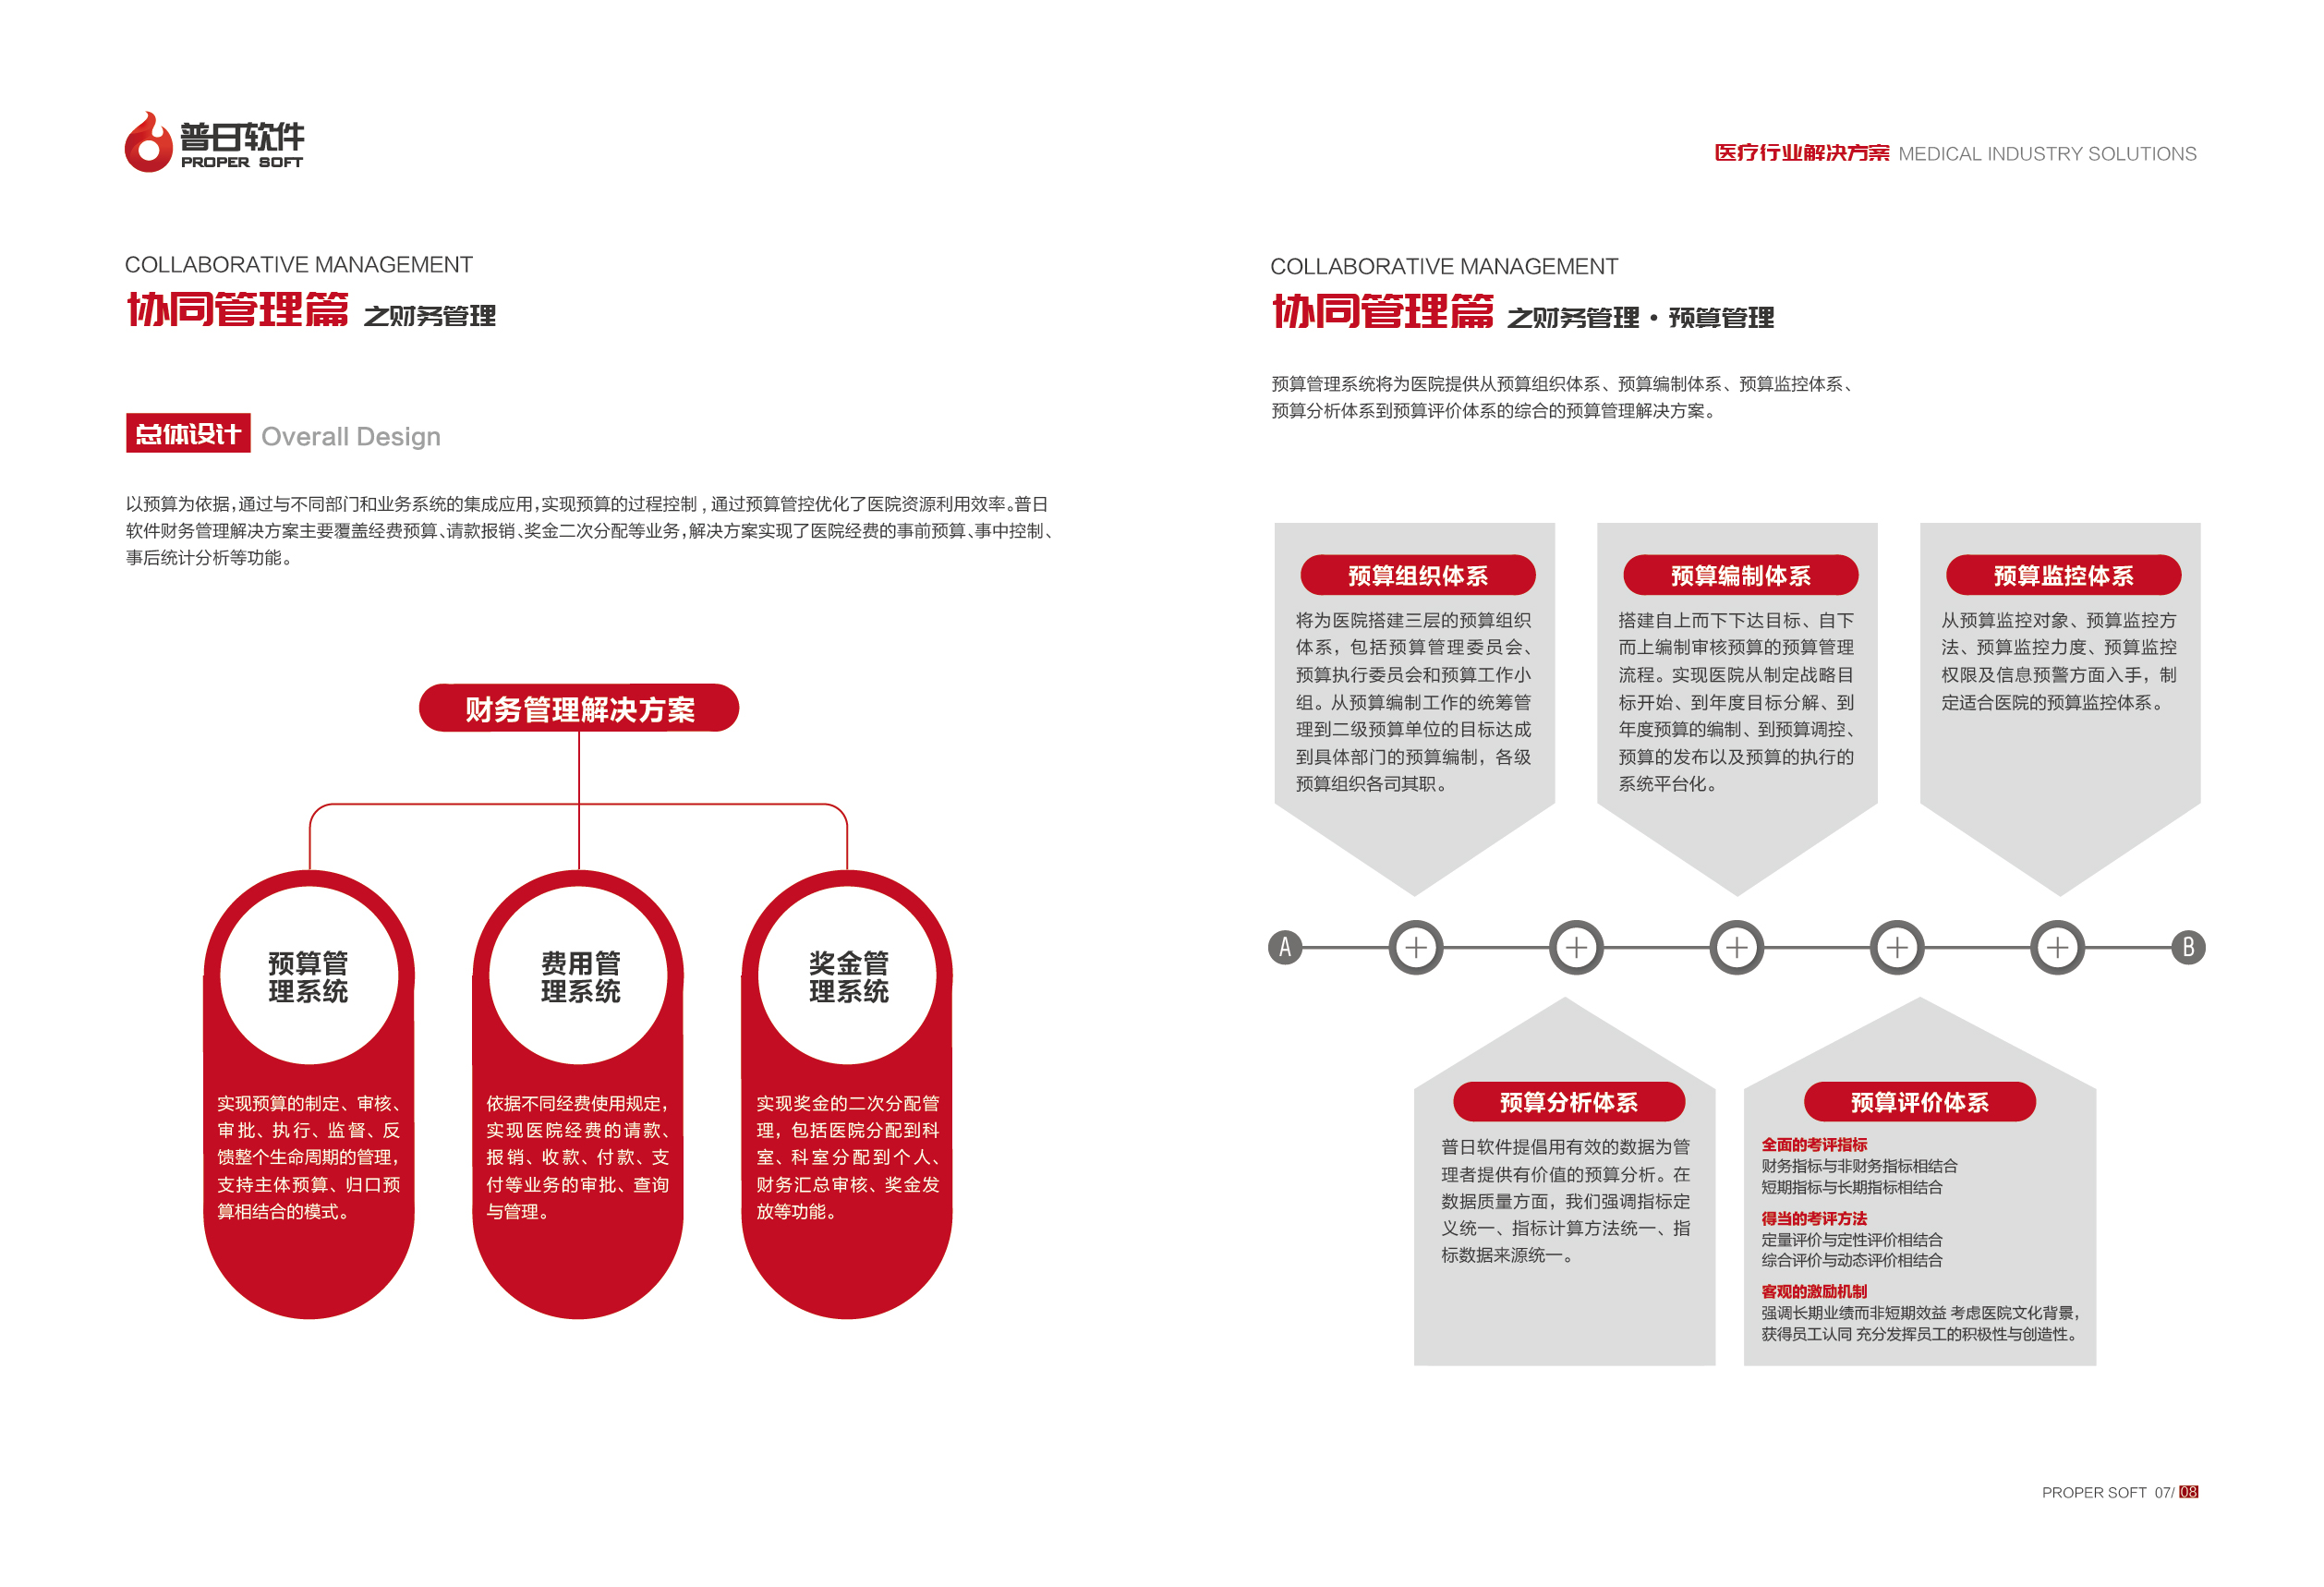 普日软件
PROPER SOFT
COLLABORATIVE MANAGEMENT
协同管理篇 之财务管理
总体设计 Overall Design
以预算为依据,通过与不同部门和业务系统的集成应用,实现预算的过程控制 , 通过预算管控优化了医院资源利用效率。普日
软件财务管理解决方案主要覆盖经费预算、请款报销、奖金二次分配等业务,解决方案实现了医院经费的事前预算、事中控制、
事后统计分析等功能。
财务管理解决方案
预算管
理系统
实现预算的制定、审核、
审批、执行、监督、反
馈整个生命周期的管理,
支持主体预算、归口预
算相结合的模式。
费用管
理系统
依据不同经费使用规定,
实现医院经费的请款、
报销、收款、付款、支
付等业务的审批、查询
与管理。
奖金管
理系统
实现奖金的二次分配管
理，包括医院分配到科
室、科室分配到个人、
财务汇总审核、奖金发
放等功能。
医疗行业解决方案 MEDICAL INDUSTRY SOLUTIONS
COLLABORATIVE MANAGEMENT
协同管理篇 之财务管理·预算管理
预算管理系统将为医院提供从预算组织体系、预算编制体系、预算监控体系、
预算分析体系到预算评价体系的综合的预算管理解决方案。
预算组织体系
将为医院搭建三层的预算组织
体系，包括预算管理委员会、
预算执行委员会和预算工作小
组。从预算编制工作的统筹管
理到二级预算单位的目标达成
到具体部门的预算编制，各级
预算组织各司其职。
预算编制体系
搭建自上而下下达目标、自下
而上编制审核预算的预算管理
流程。实现医院从制定战略目
标开始、到年度目标分解、到
年度预算的编制、到预算调控、
预算的发布以及预算的执行的
系统平台化。
预算监控体系
从预算监控对象、预算监控方
法、预算监控力度、预算监控
权限及信息预警方面入手，制
定适合医院的预算监控体系。
A
B
预算分析体系
普日软件提倡用有效的数据为管
理者提供有价值的预算分析。在
数据质量方面，我们强调指标定
义统一、指标计算方法统一、指
标数据来源统一。
预算评价体系
全面的考评指标
财务指标与非财务指标相结合
短期指标与长期指标相结合
得当的考评方法
定量评价与定性评价相结合
综合评价与动态评价相结合
客观的激励机制
强调长期业绩而非短期效益 考虑医院文化背景，
获得员工认同 充分发挥员工的积极性与创造性。
PROPER SOFT 07/ 08